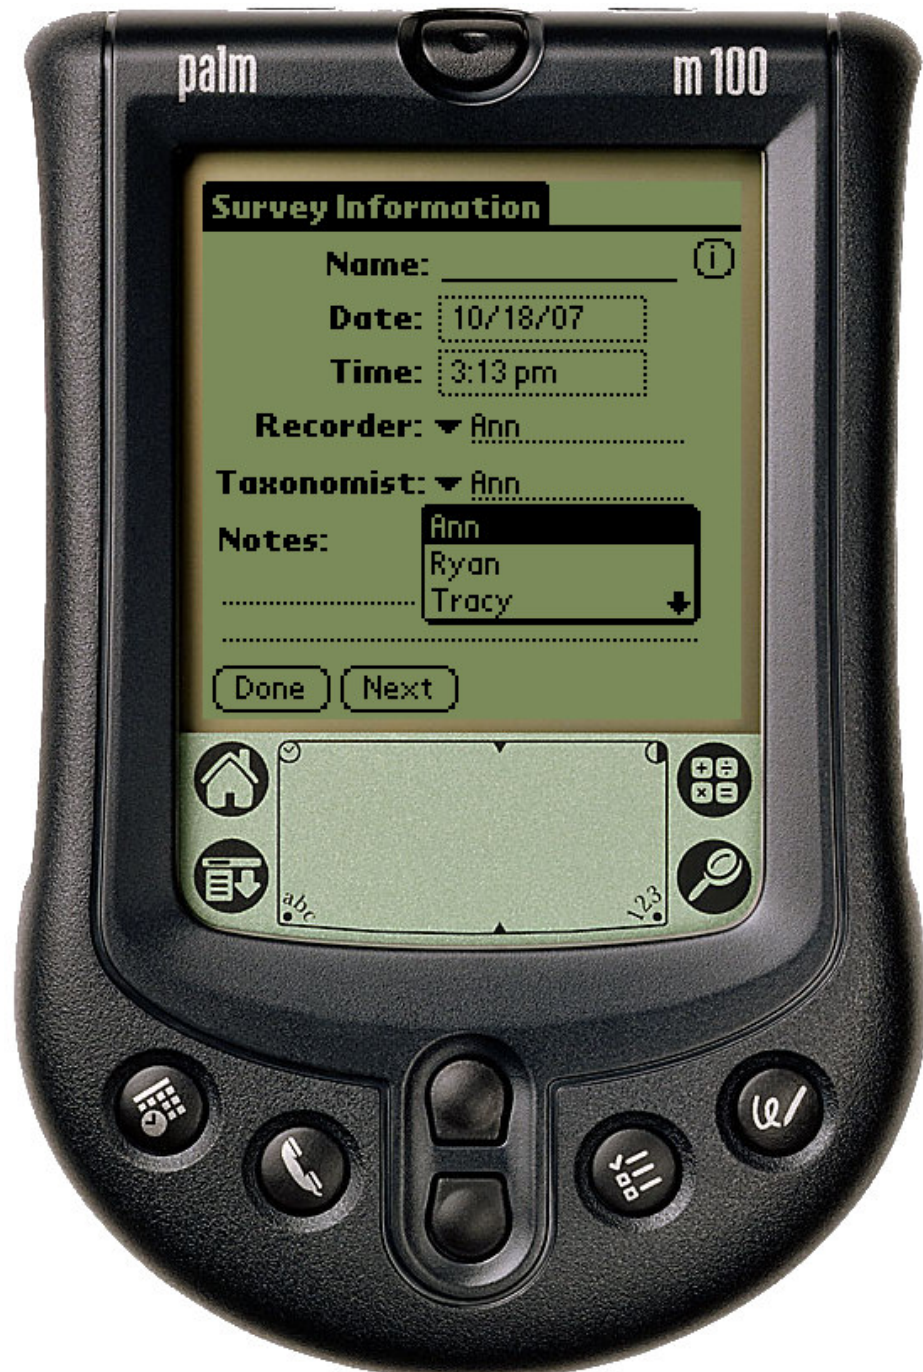 palm m100
Survey Information
Name:
Date: 10/18/07
Time: 3:13 pm
Recorder: Ann
Taxonomist: Ann
Notes:
Ann
Ryan
Tracy
Done Next
abc 123